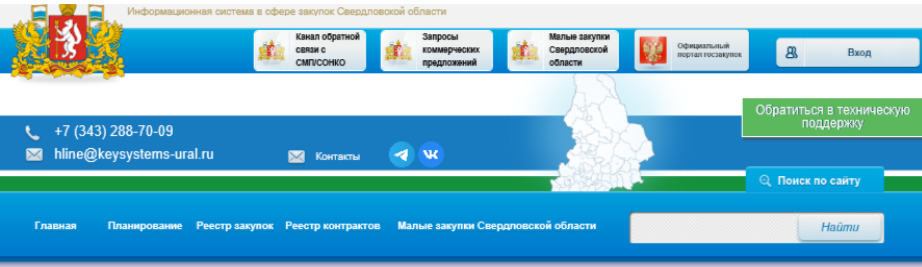 Информационная система в сфере закупок Свердловской области
Канал обратной
связи с
СМП/СОНКО
Запросы
коммерческих
предложений
Малые закупки
Свердловской
области
Официальный
портал госзакупок
Вход
Обратиться в техническую
поддержку
+7 (343) 288-70-09
hline@keysystems-ural.ru
Контакты
Поиск по сайту
Главная
Планирование
Реестр закупок
Реестр контрактов
Малые закупки Свердловской области
Найти